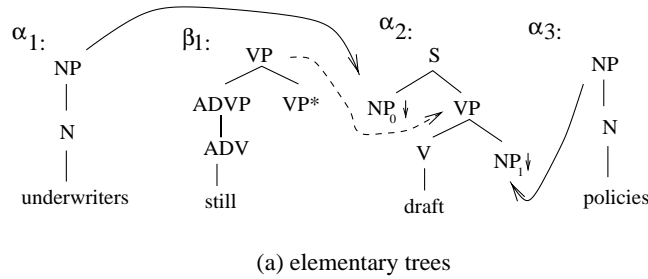 α1: β1: α2: α3:
VP S
NP NP
ADVP VP* NP0↓ VP
N N
ADV V NP1↓
underwriters still draft policies
(a) elementary trees